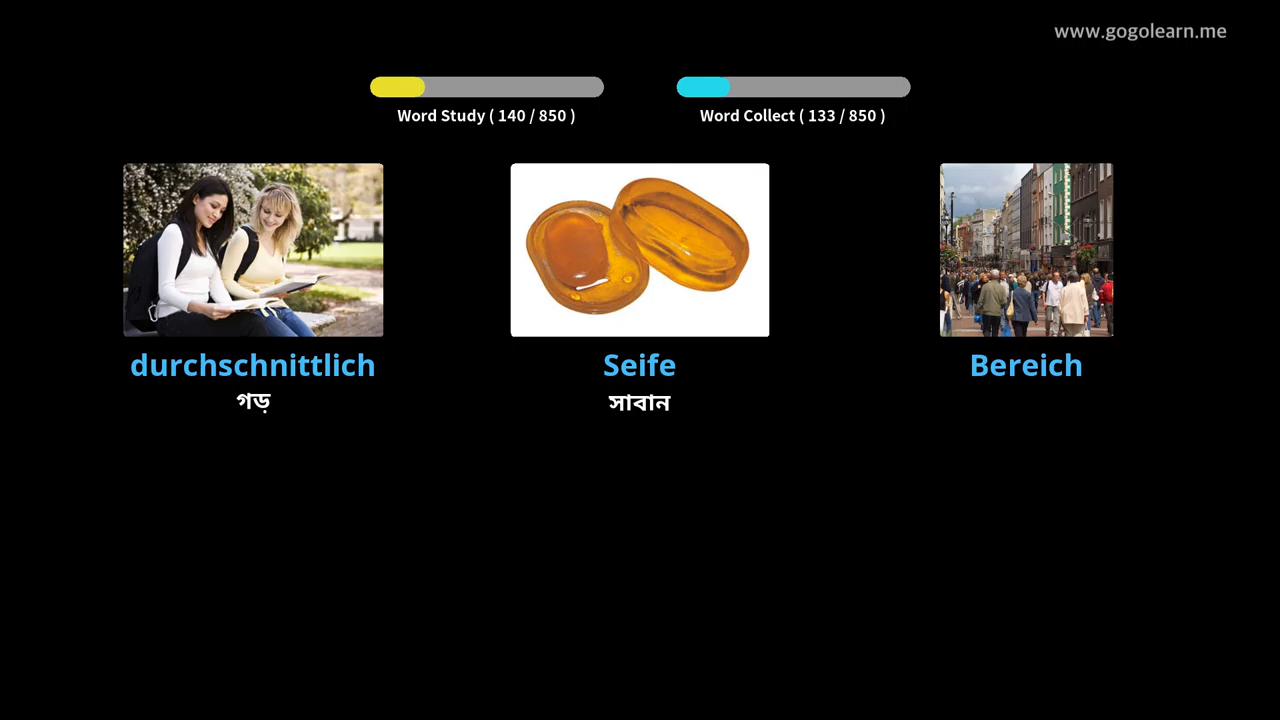 www.gogolearn.me
Word Study ( 140 / 850 )
Word Collect ( 133 / 850 )
durchschnittlich
গড়
Seife
সাবান
Bereich